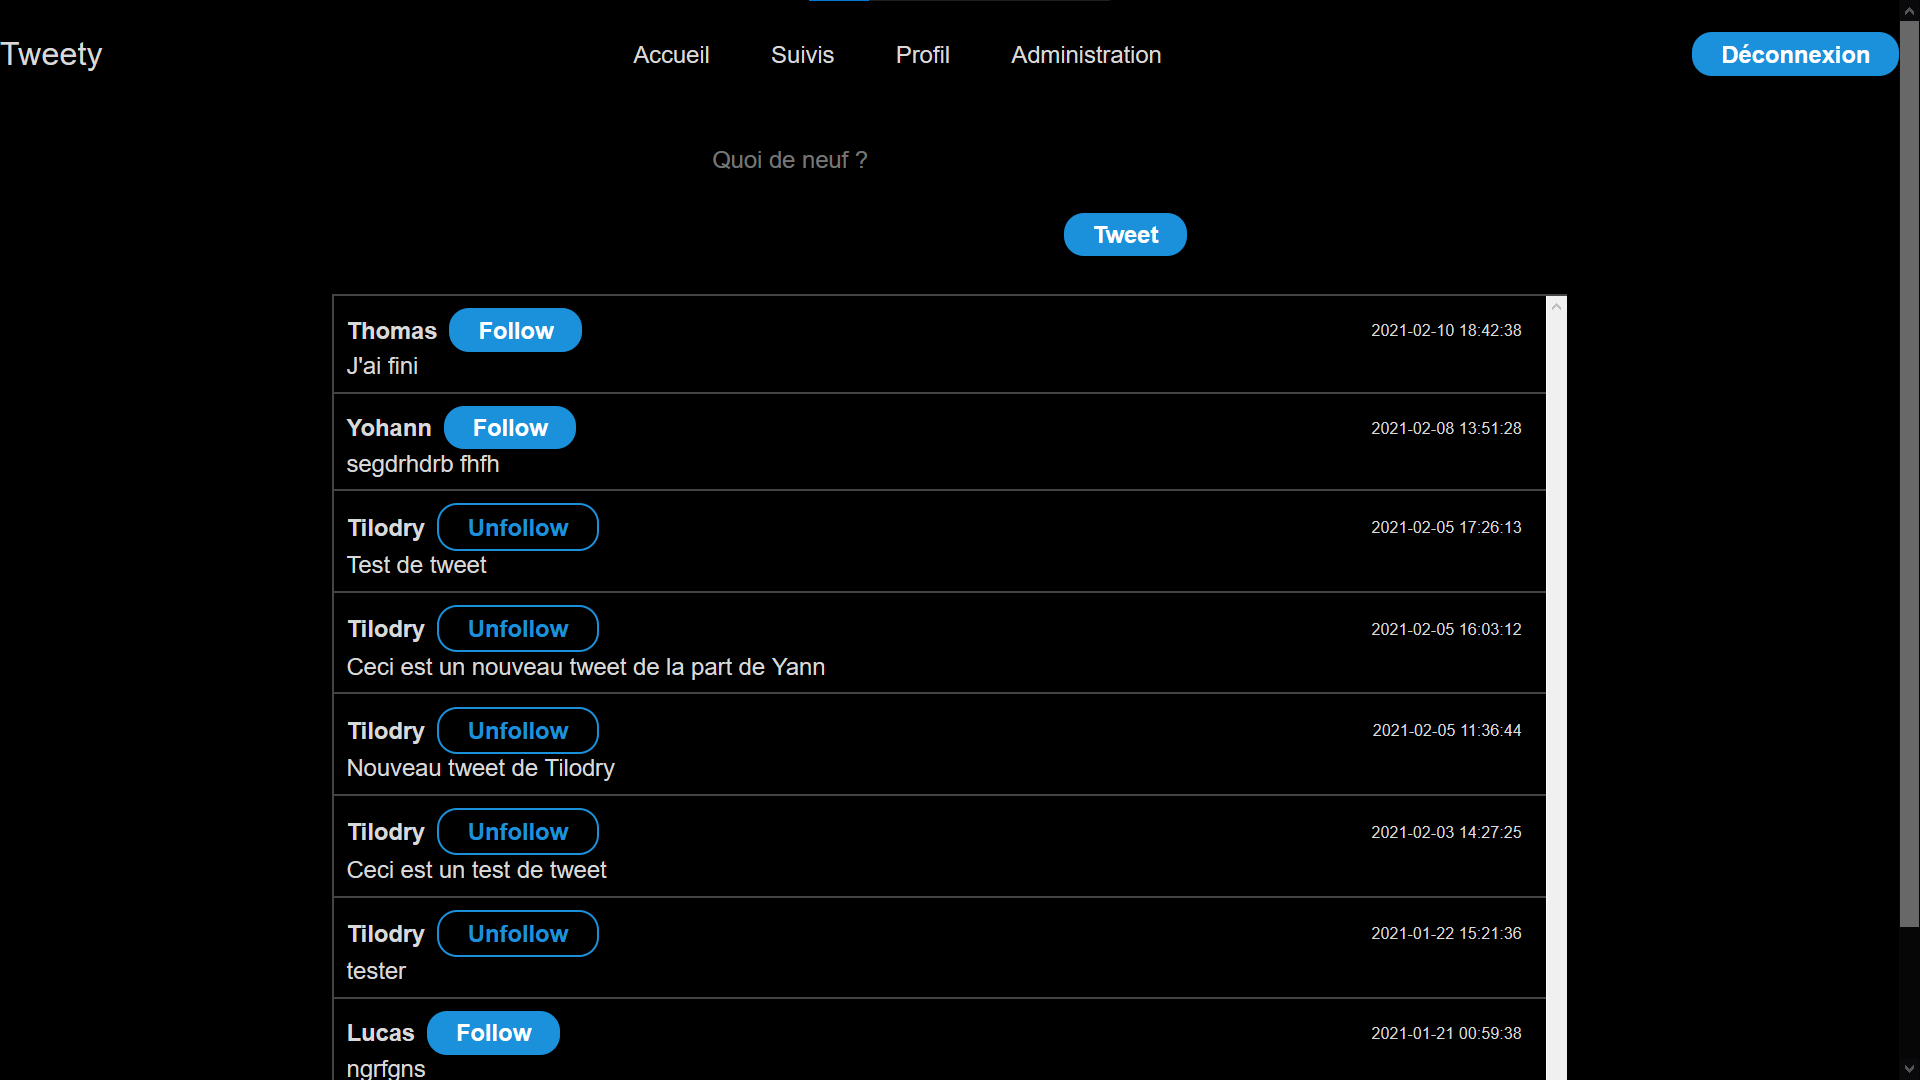 Tweety
Accueil Suivis Profil Administration
Déconnexion
Quoi de neuf ?
Tweet
Thomas Follow 2021-02-10 18:42:38
J'ai fini
Yohann Follow 2021-02-08 13:51:28
segdrhdrb fhfh
Tilodry Unfollow 2021-02-05 17:26:13
Test de tweet
Tilodry Unfollow 2021-02-05 16:03:12
Ceci est un nouveau tweet de la part de Yann
Tilodry Unfollow 2021-02-05 11:36:44
Nouveau tweet de Tilodry
Tilodry Unfollow 2021-02-03 14:27:25
Ceci est un test de tweet
Tilodry Unfollow 2021-01-22 15:21:36
tester
Lucas Follow 2021-01-21 00:59:38
ngrfgns